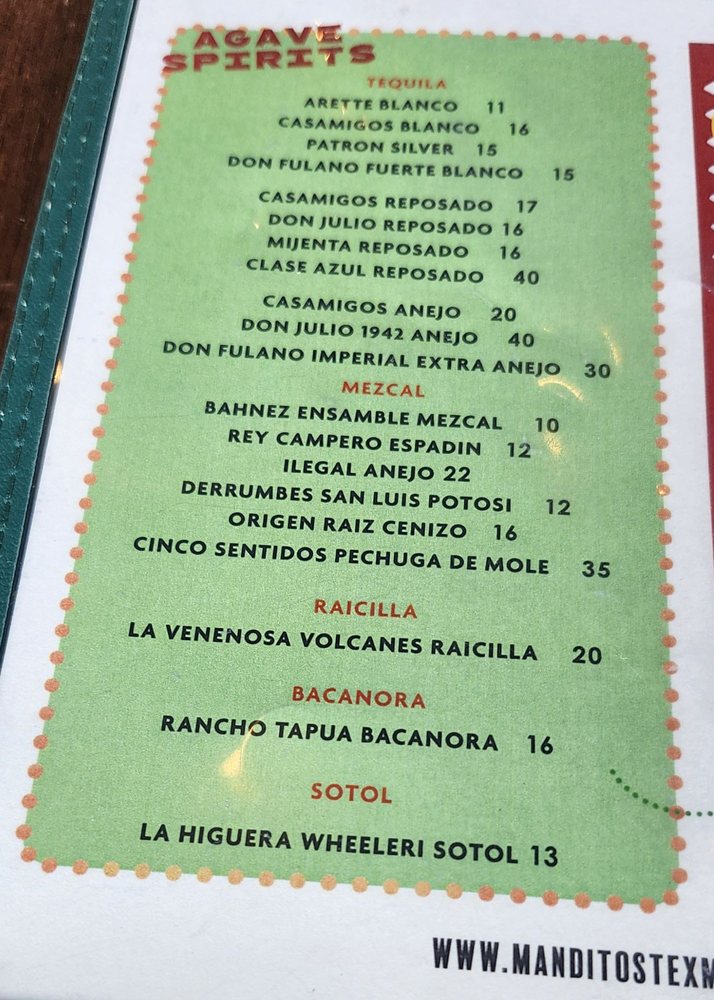 AGAVE
SPIRITS
TEQUILA
ARETTE BLANCO 11
CASAMIGOS BLANCO 16
PATRON SILVER 15
DON FULANO FUERTE BLANCO 15
CASAMIGOS REPOSADO 17
DON JULIO REPOSADO 16
MIJENTA REPOSADO 16
CLASE AZUL REPOSADO 40
CASAMIGOS ANEJO 20
DON JULIO 1942 ANEJO 40
DON FULANO IMPERIAL EXTRA ANEJO 30
MEZCAL
BAHNEZ ENSAMBLE MEZCAL 10
REY CAMPERO ESPADIN 12
ILEGAL ANEJO 22
DERRUMBES SAN LUIS POTOSI 12
ORIGEN RAIZ CENIZO 16
CINCO SENTIDOS PECHUGA DE MOLE 35
RAICILLA
LA VENENOSA VOLCANES RAICILLA 20
BACANORA
RANCHO TAPUA BACANORA 16
SOTOL
LA HIGUERA WHEELERI SOTOL 13
WWW.MANDITOSTEXM